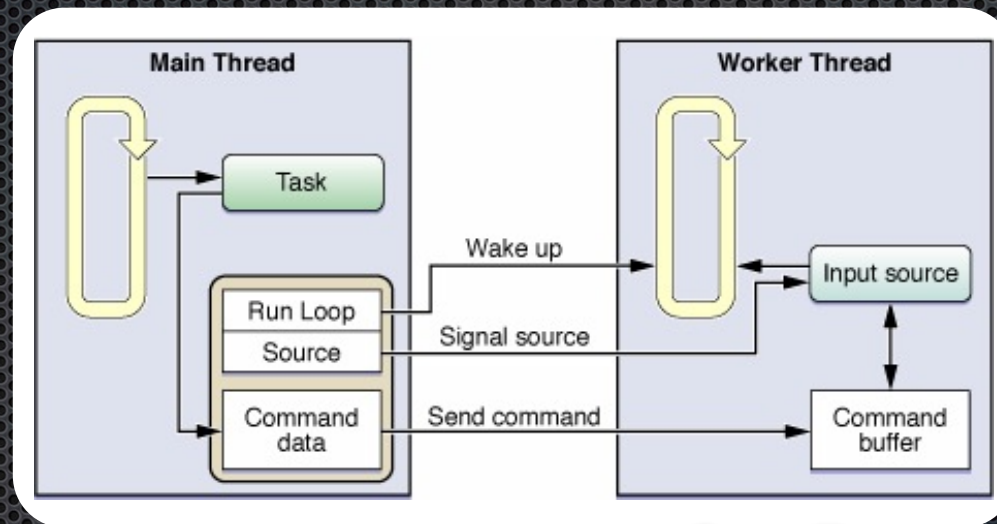 Main Thread
Worker Thread
Task
Wake up
Input source
Run Loop
Signal source
Source
Command
data
Send command
Command
buffer